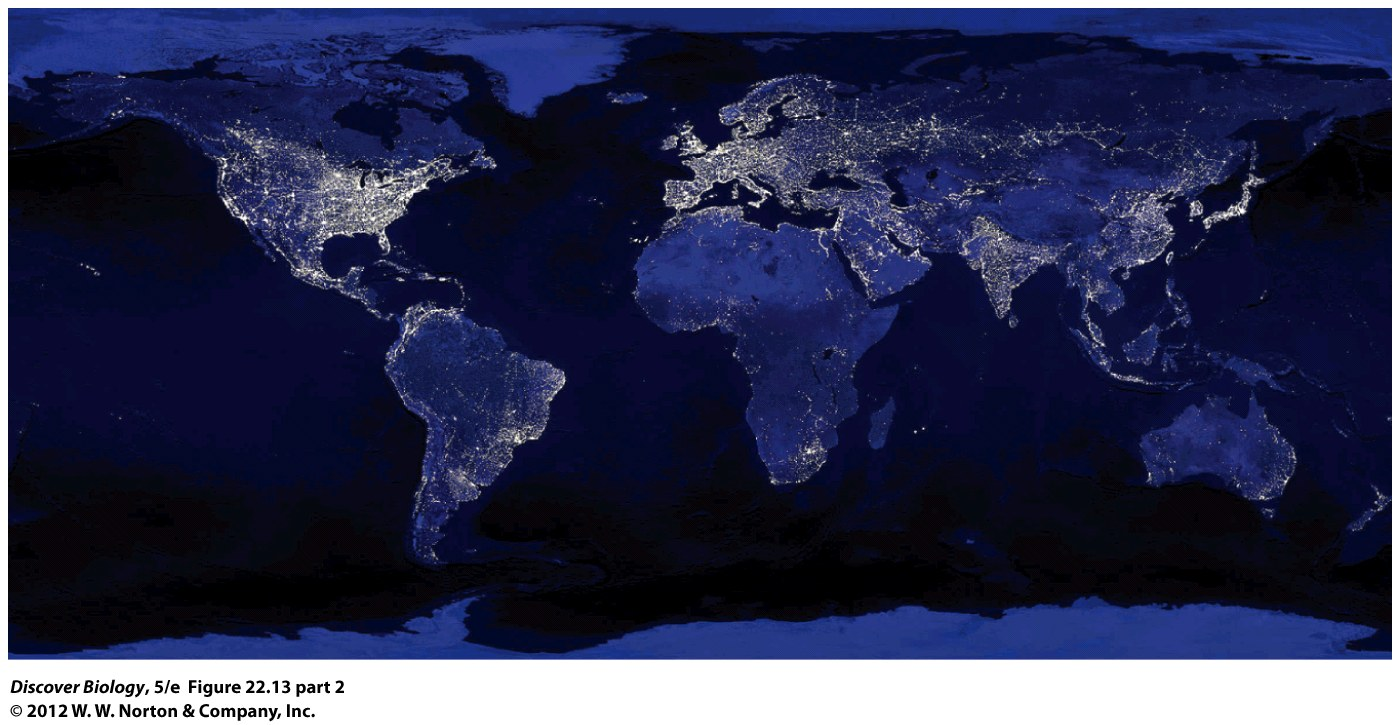 Discover Biology, 5/e Figure 22.13 part 2
© 2012 W. W. Norton & Company, Inc.